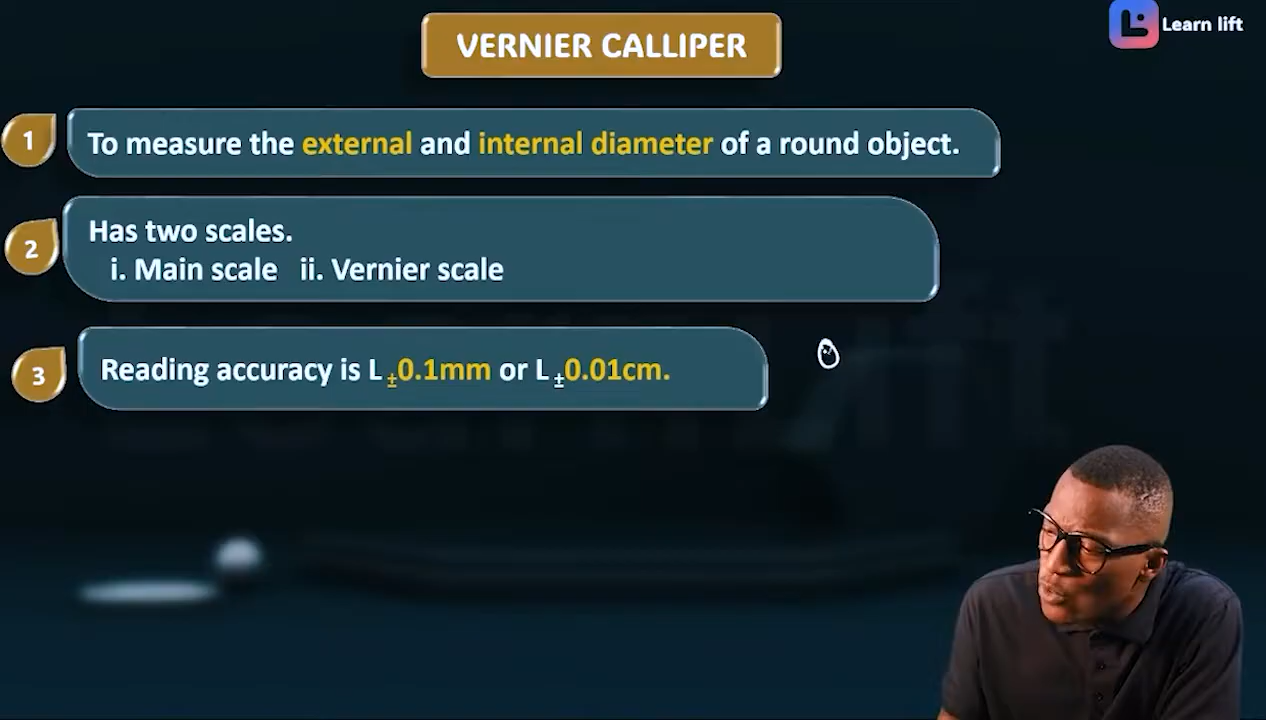 VERNIER CALLIPER
Learn lift
1
To measure the external and internal diameter of a round object.
2
Has two scales.
i. Main scale ii. Vernier scale
3
Reading accuracy is L ±0.1mm or L ±0.01cm.